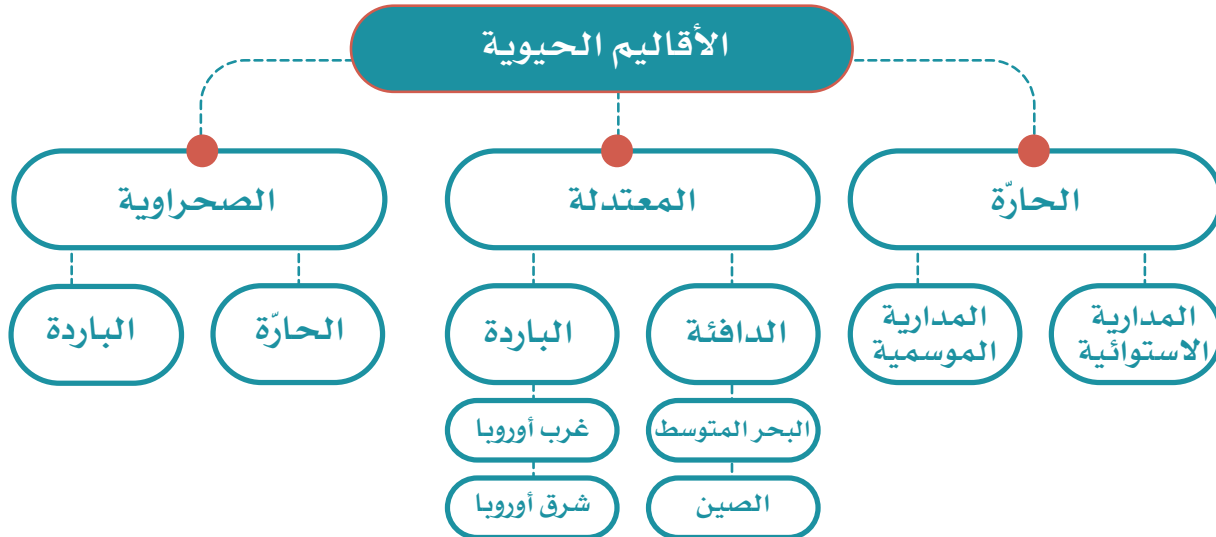 الأقاليم الحيوية
الحارّة
المعتدلة
الصحراوية
المدارية
الاستوائية
المدارية
الموسمية
الدافئة
الباردة
الحارّة
الباردة
البحر المتوسط
غرب أوروبا
الصين
شرق أوروبا